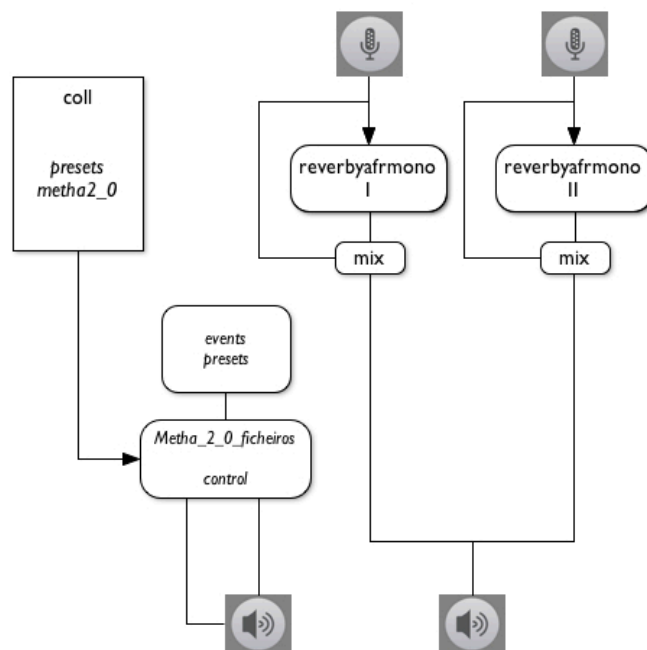 coll
presets
metha2_0
reverbyafrmono
I
reverbyafrmono
II
mix
mix
events
presets
Metha_2_0_ficheiros
control